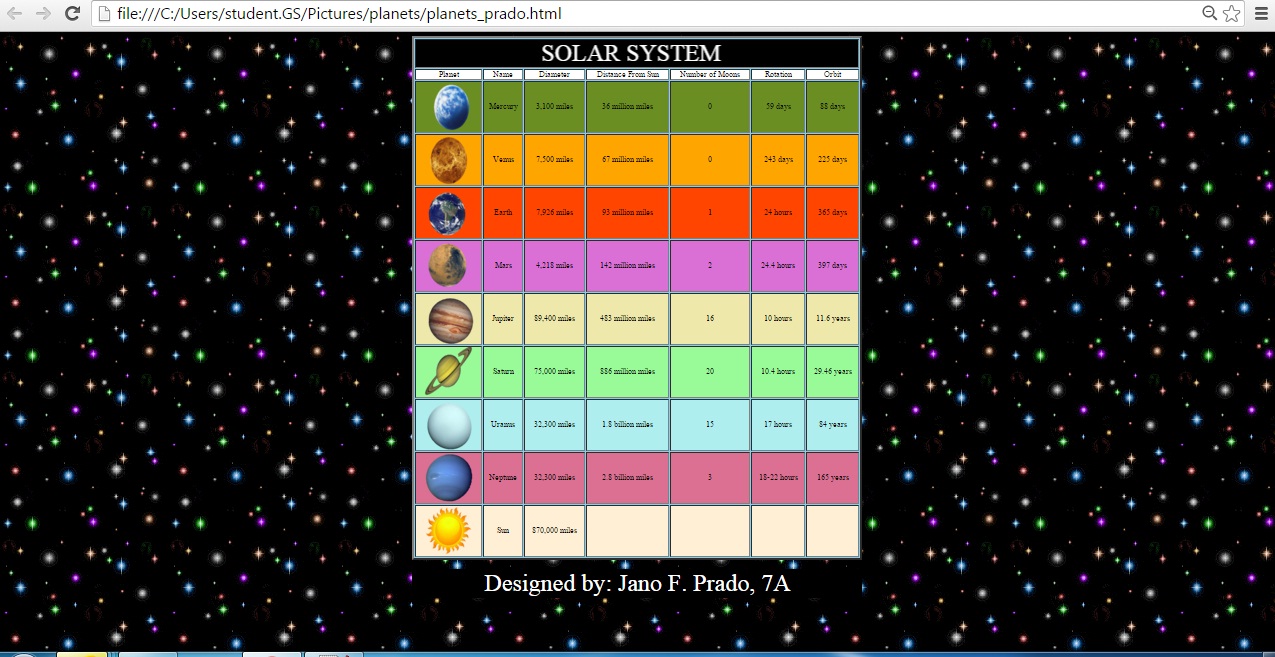 file:///C:/Users/student.GS/Pictures/planets/planets_prado.html
SOLAR SYSTEM
Planet Name Diameter Distance From Sun Number of Moons Rotation Orbit
Mercury 3,100 miles 36 million miles 0 59 days 88 days
Venus 7,500 miles 67 million miles 0 243 days 225 days
Earth 7,926 miles 93 million miles 1 24 hours 365 days
Mars 4,218 miles 142 million miles 2 24.4 hours 397 days
Jupiter 89,400 miles 483 million miles 16 10 hours 11.6 years
Saturn 75,000 miles 886 million miles 20 10.4 hours 29.46 years
Uranus 32,300 miles 1.8 billion miles 15 17 hours 84 years
Neptune 32,300 miles 2.8 billion miles 3 18-22 hours 165 years
Sun 870,000 miles
Designed by: Jano F. Prado, 7A